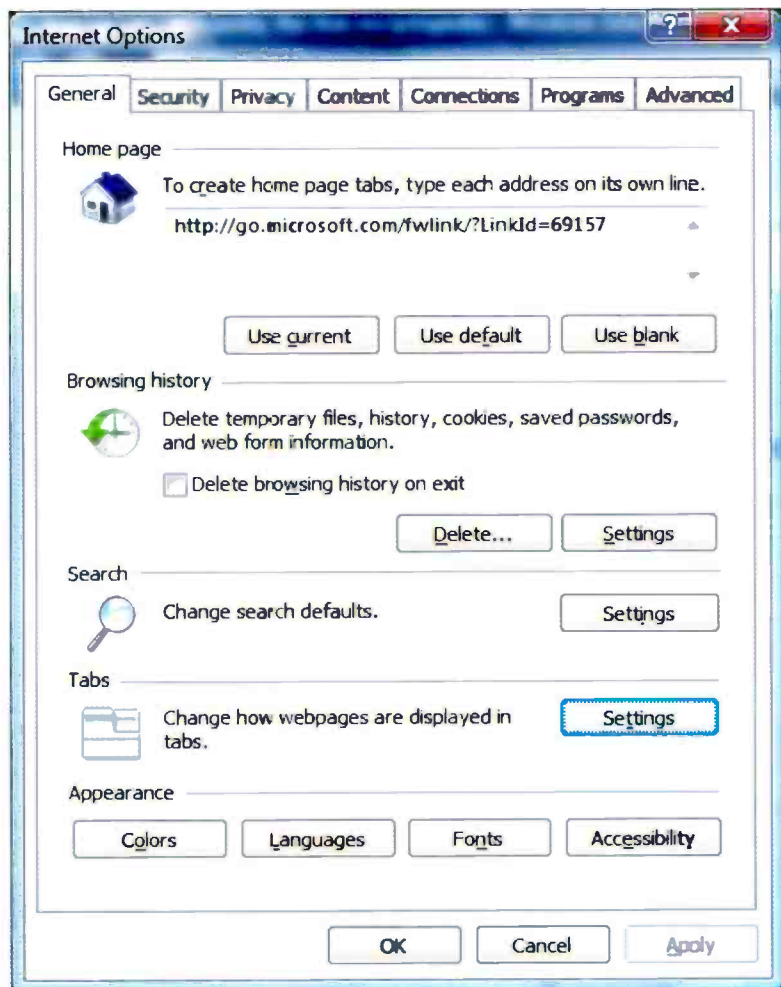 Internet Options
?
X
General Security Privacy Content Connections Programs Advanced
Home page
To create home page tabs, type each address on its own line.
http://go.microsoft.com/fwlink/?LinkId=69157
Use current Use default Use blank
Browsing history
Delete temporary files, history, cookies, saved passwords,
and web form information.
Delete browsing history on exit
Delete... Settings
Search
Change search defaults.
Settings
Tabs
Change how webpages are displayed in
tabs.
Settings
Appearance
Colors Languages Fonts Accessibility
OK Cancel Apply